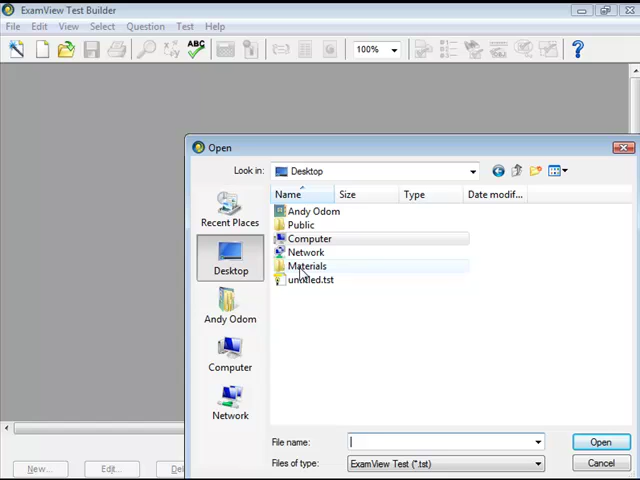 ExamView Test Builder
File Edit View Select Question Test Help
ABC 100%
Open
Look in: Desktop
Name Size Type Date modif...
Recent Places
Desktop
Andy Odom
Computer
Network
Andy Odom
Public
Computer
Network
Materials
untitled.tst
File name: Open
Files of type: ExamView Test (*.tst) Cancel
New... Edit... Del